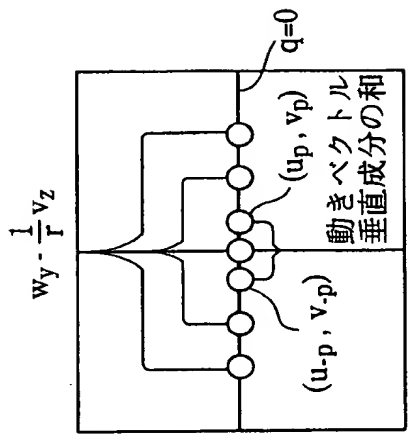 w_y - \frac{1}{r} v_z
q=0
(u_p, v_p)
(u_{-p}, v_{-p})
動きベクトル
垂直成分の和